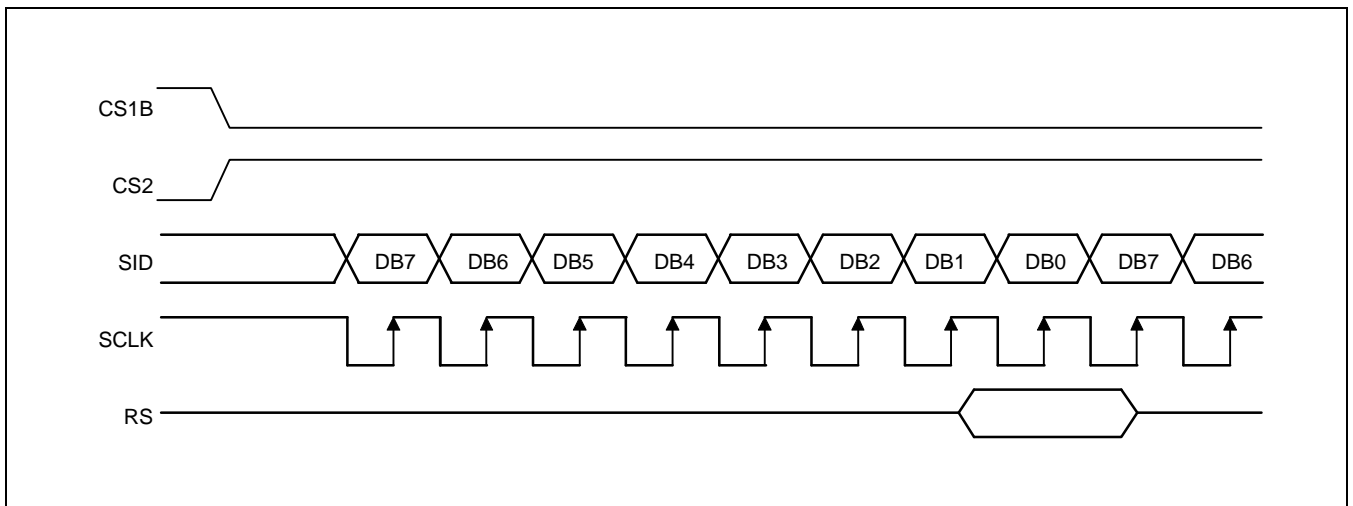 CS1B
CS2
SID DB7 DB6 DB5 DB4 DB3 DB2 DB1 DB0 DB7 DB6
SCLK
RS